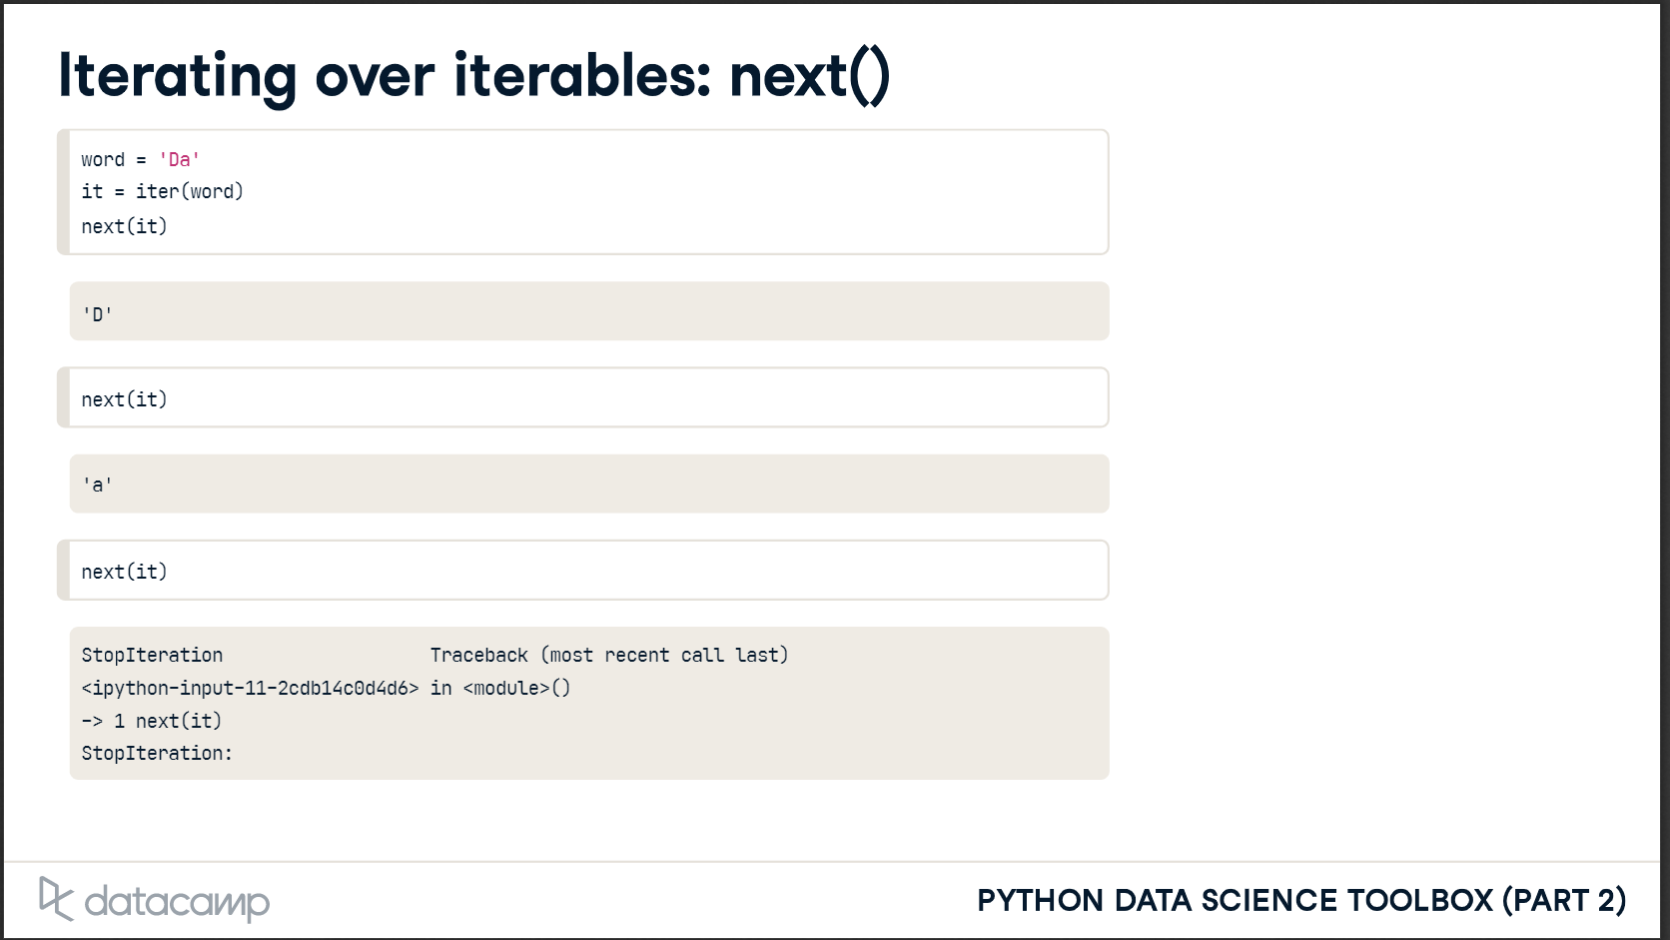 Iterating over iterables: next()
word = 'Da'
it = iter(word)
next(it)
'D'
next(it)
'a'
next(it)
StopIteration                   Traceback (most recent call last)
<ipython-input-11-2cdb14c0d4d6> in <module>()
-> 1 next(it)
StopIteration:
datacamp
PYTHON DATA SCIENCE TOOLBOX (PART 2)